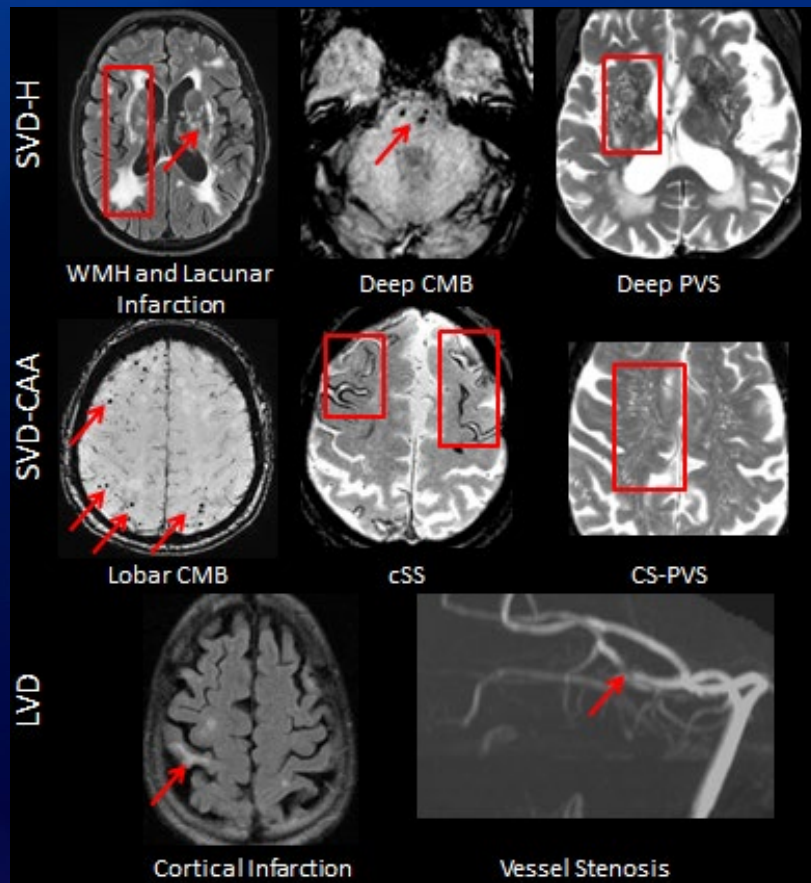 SVD-H
WMH and Lacunar
Infarction
Deep CMB
Deep PVS
SVD-CAA
Lobar CMB
cSS
CS-PVS
LVD
Cortical Infarction
Vessel Stenosis